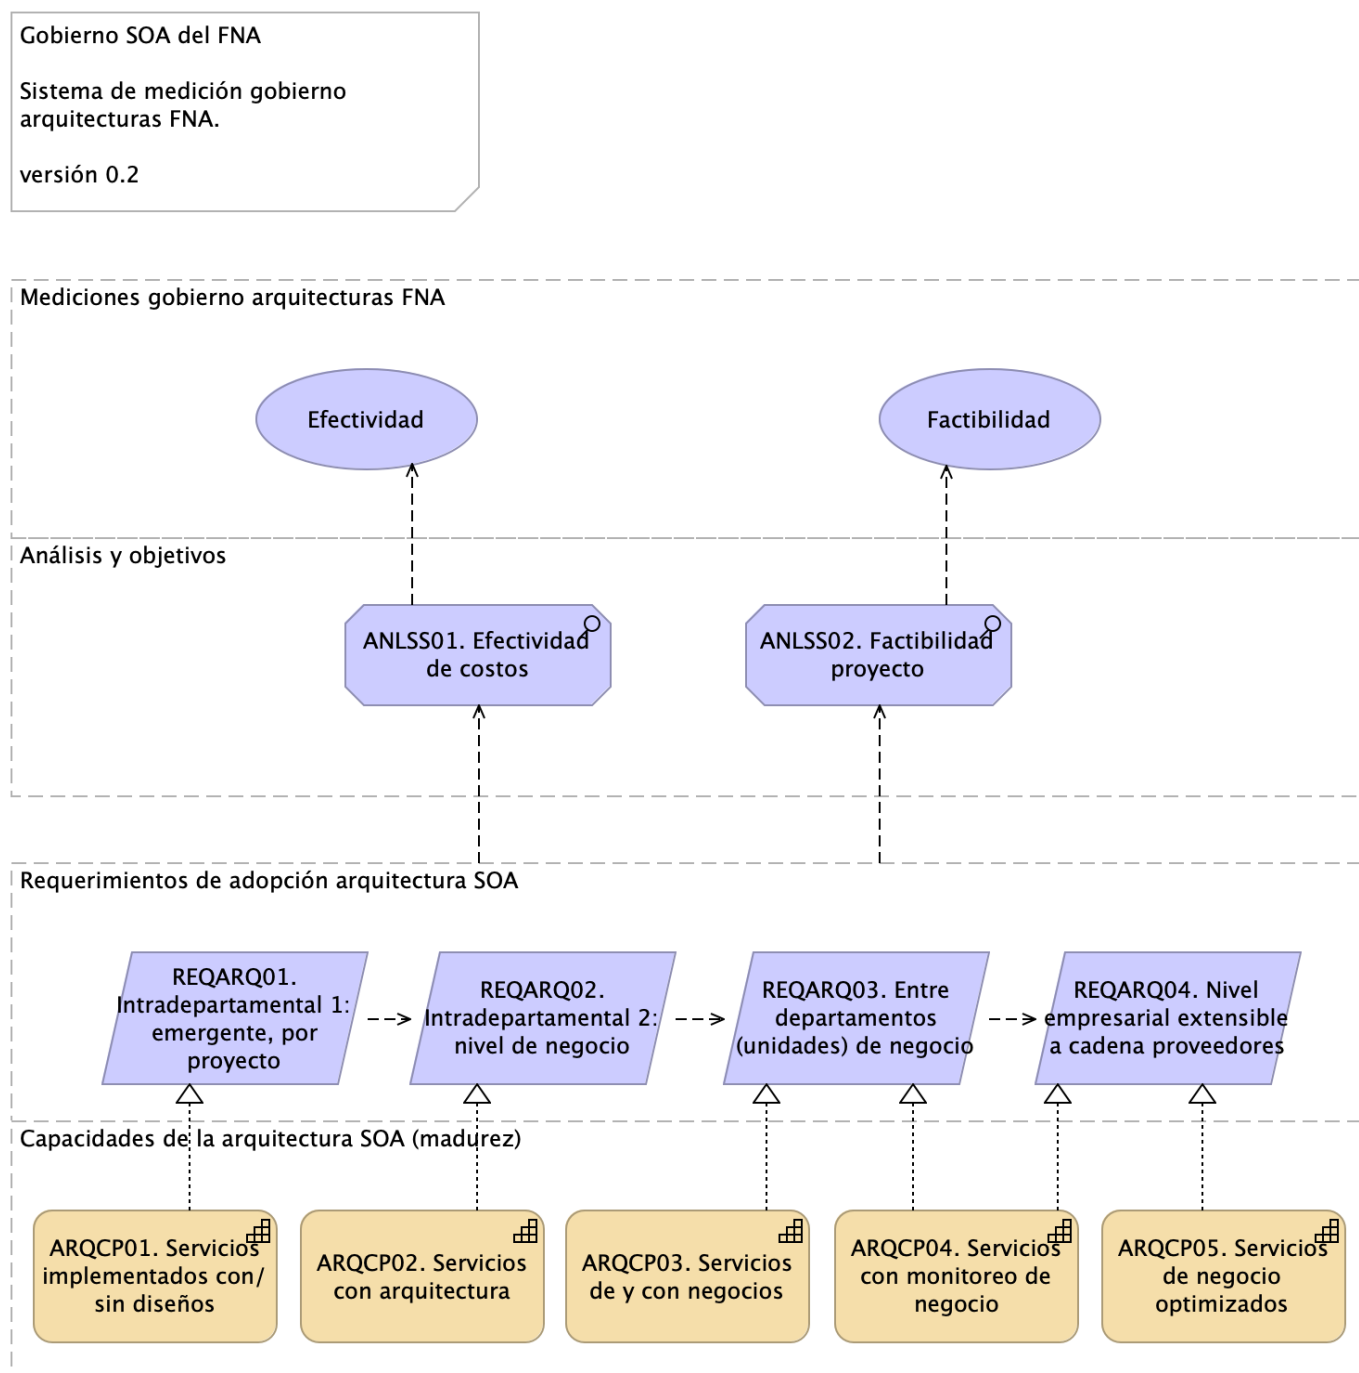 Gobierno SOA del FNA
Sistema de medición gobierno
arquitecturas FNA.
versión 0.2
Mediciones gobierno arquitecturas FNA
Efectividad
Factibilidad
Análisis y objetivos
ANLSS01. Efectividad
de costos
ANLSS02. Factibilidad
proyecto
Requerimientos de adopción arquitectura SOA
REQARQ01.
Intradepartamental 1:
emergente, por
proyecto
REQARQ02.
Intradepartamental 2:
nivel de negocio
REQARQ03. Entre
departamentos
(unidades) de negocio
REQARQ04. Nivel
empresarial extensible
a cadena proveedores
Capacidades de la arquitectura SOA (madurez)
ARQCP01. Servicios
implementados con/
sin diseños
ARQCP02. Servicios
con arquitectura
ARQCP03. Servicios
de y con negocios
ARQCP04. Servicios
con monitoreo de
negocio
ARQCP05. Servicios
de negocio
optimizados